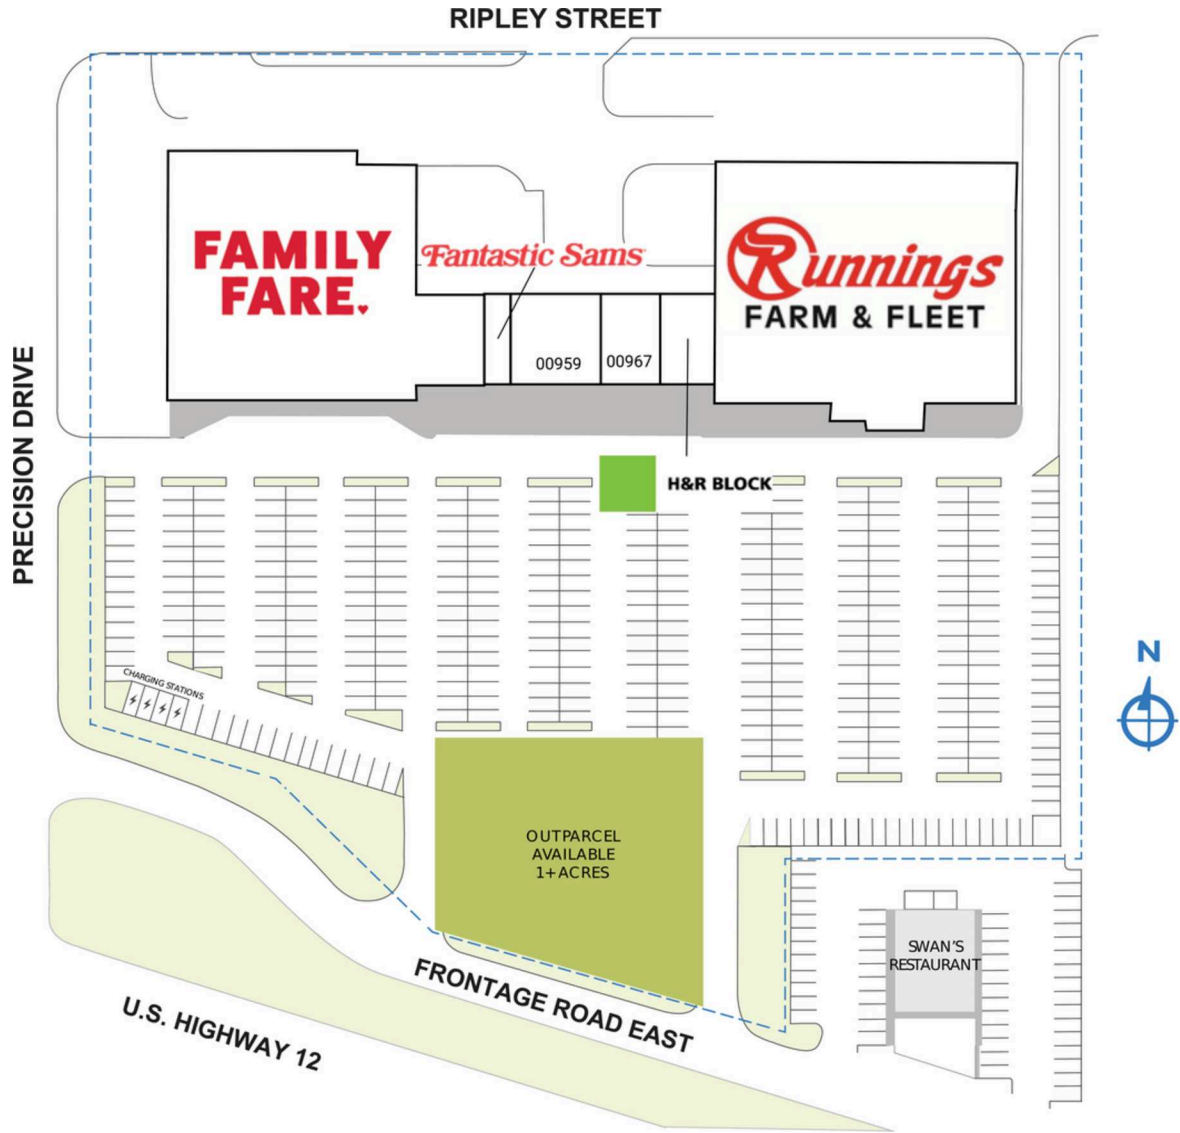 RIPLEY STREET
FAMILY
FARE.
Fantastic Sams
Runnings
FARM & FLEET
00959
00967
PRECISION DRIVE
H&R BLOCK
CHARGING STATIONS
N
OUTPARCEL
AVAILABLE
1+ ACRES
SWAN'S
RESTAURANT
FRONTAGE ROAD EAST
U.S. HIGHWAY 12